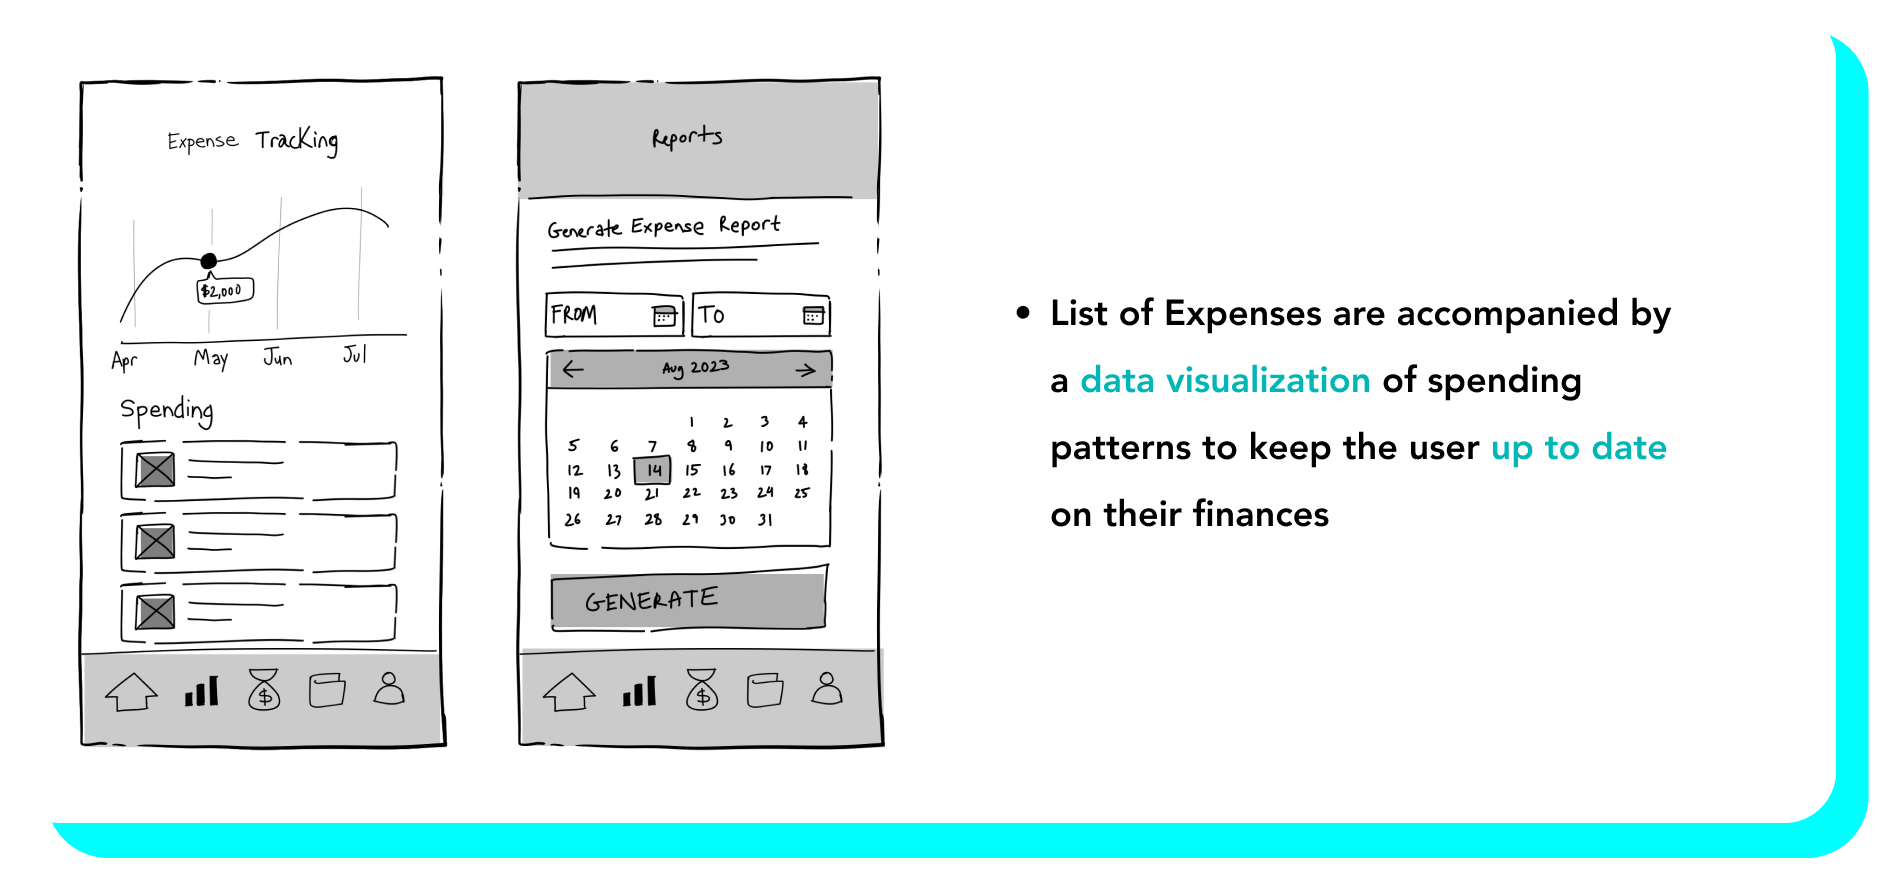 Expense Tracking
$2,000
Apr May Jun Jul
Spending
$
Reports
Generate Expense Report
FROM TO
← Aug 2023 →
1 2 3 4
5 6 7 8 9 10 11
12 13 14 15 16 17 18
19 20 21 22 23 24 25
26 27 28 29 30 31
GENERATE
$
• List of Expenses are accompanied by
a data visualization of spending
patterns to keep the user up to date
on their finances